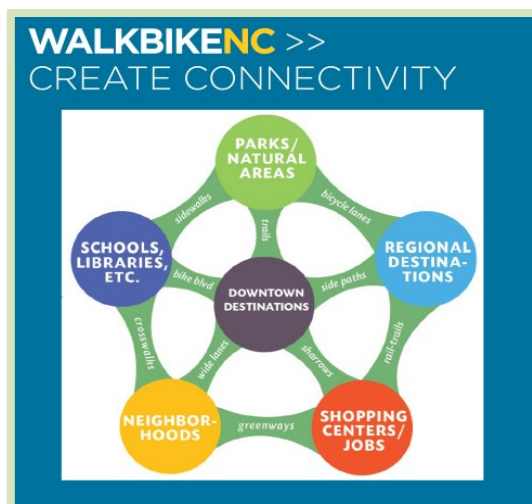 WALKBIKENC >>
CREATE CONNECTIVITY
PARKS/
NATURAL
AREAS
sidewalks
trails
bicycle lanes
SCHOOLS,
LIBRARIES,
ETC.
bike blvd
DOWNTOWN
DESTINATIONS
side paths
REGIONAL
DESTINA-
TIONS
crosswalks
wide lanes
sharrows
rail-trails
NEIGHBOR-
HOODS
greenways
SHOPPING
CENTERS/
JOBS